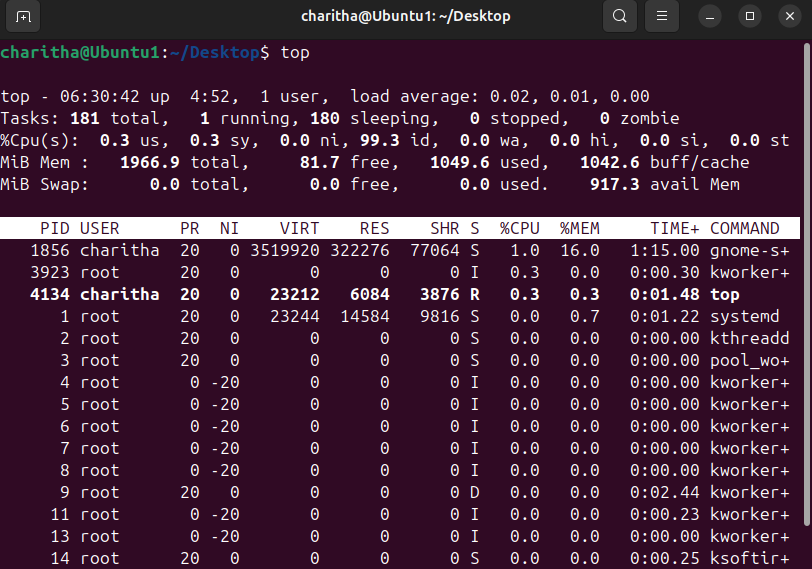 charitha@Ubuntu1: ~/Desktop
charitha@Ubuntu1:~/Desktop$ top
top - 06:30:42 up  4:52,  1 user,  load average: 0.02, 0.01, 0.00
Tasks: 181 total,   1 running, 180 sleeping,   0 stopped,   0 zombie
%Cpu(s):  0.3 us,  0.3 sy,  0.0 ni, 99.3 id,  0.0 wa,  0.0 hi,  0.0 si,  0.0 st
MiB Mem :   1966.9 total,     81.7 free,   1049.6 used,   1042.6 buff/cache
MiB Swap:      0.0 total,      0.0 free,      0.0 used.    917.3 avail Mem
PID USER      PR  NI    VIRT    RES    SHR S  %CPU  %MEM     TIME+ COMMAND
1856 charitha  20   0 3519920 322276  77064 S   1.0  16.0   1:15.00 gnome-s+
3923 root      20   0       0      0      0 I   0.3   0.0   0:00.30 kworker+
4134 charitha  20   0   23212   6084   3876 R   0.3   0.3   0:01.48 top
1 root      20   0   23244  14584   9816 S   0.0   0.7   0:01.22 systemd
2 root      20   0       0      0      0 S   0.0   0.0   0:00.00 kthreadd
3 root      20   0       0      0      0 S   0.0   0.0   0:00.00 pool_wo+
4 root       0 -20       0      0      0 I   0.0   0.0   0:00.00 kworker+
5 root       0 -20       0      0      0 I   0.0   0.0   0:00.00 kworker+
6 root       0 -20       0      0      0 I   0.0   0.0   0:00.00 kworker+
7 root       0 -20       0      0      0 I   0.0   0.0   0:00.00 kworker+
8 root       0 -20       0      0      0 I   0.0   0.0   0:00.00 kworker+
9 root      20   0       0      0      0 D   0.0   0.0   0:02.44 kworker+
11 root       0 -20       0      0      0 I   0.0   0.0   0:00.23 kworker+
13 root       0 -20       0      0      0 I   0.0   0.0   0:00.00 kworker+
14 root      20   0       0      0      0 S   0.0   0.0   0:00.25 ksoftir+